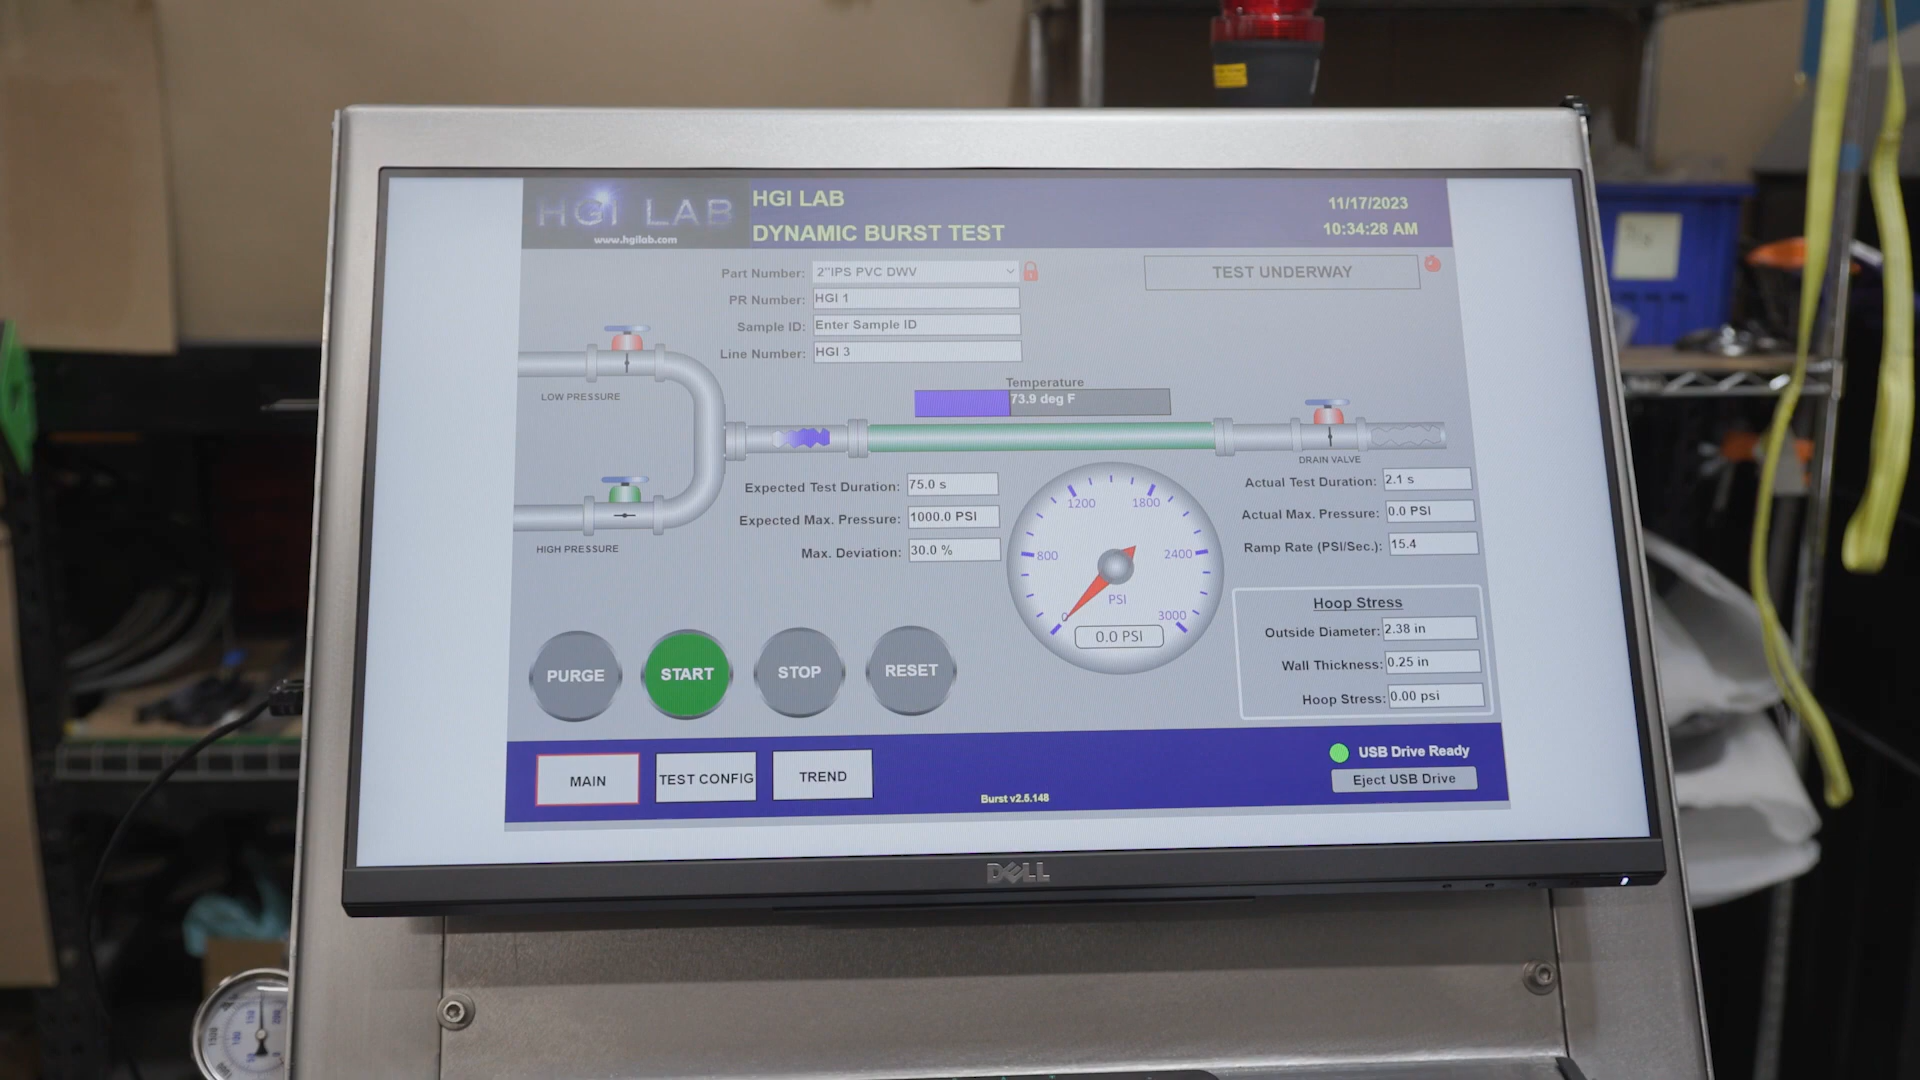 HGI LAB
www.hgilab.com
HGI LAB
DYNAMIC BURST TEST
11/17/2023
10:34:28 AM
Part Number: 2"IPS PVC DWV
PR Number: HGI 1
Sample ID: Enter Sample ID
Line Number: HGI 3
TEST UNDERWAY
LOW PRESSURE
HIGH PRESSURE
Temperature
73.9 deg F
DRAIN VALVE
Expected Test Duration: 75.0 s
Expected Max. Pressure: 1000.0 PSI
Max. Deviation: 30.0 %
0
800
1200
1800
2400
3000
PSI
0.0 PSI
Actual Test Duration: 2.1 s
Actual Max. Pressure: 0.0 PSI
Ramp Rate (PSI/Sec.): 15.4
Hoop Stress
Outside Diameter: 2.38 in
Wall Thickness: 0.25 in
Hoop Stress: 0.00 psi
PURGE
START
STOP
RESET
MAIN
TEST CONFIG
TREND
Burst v2.5.148
USB Drive Ready
Eject USB Drive
DELL